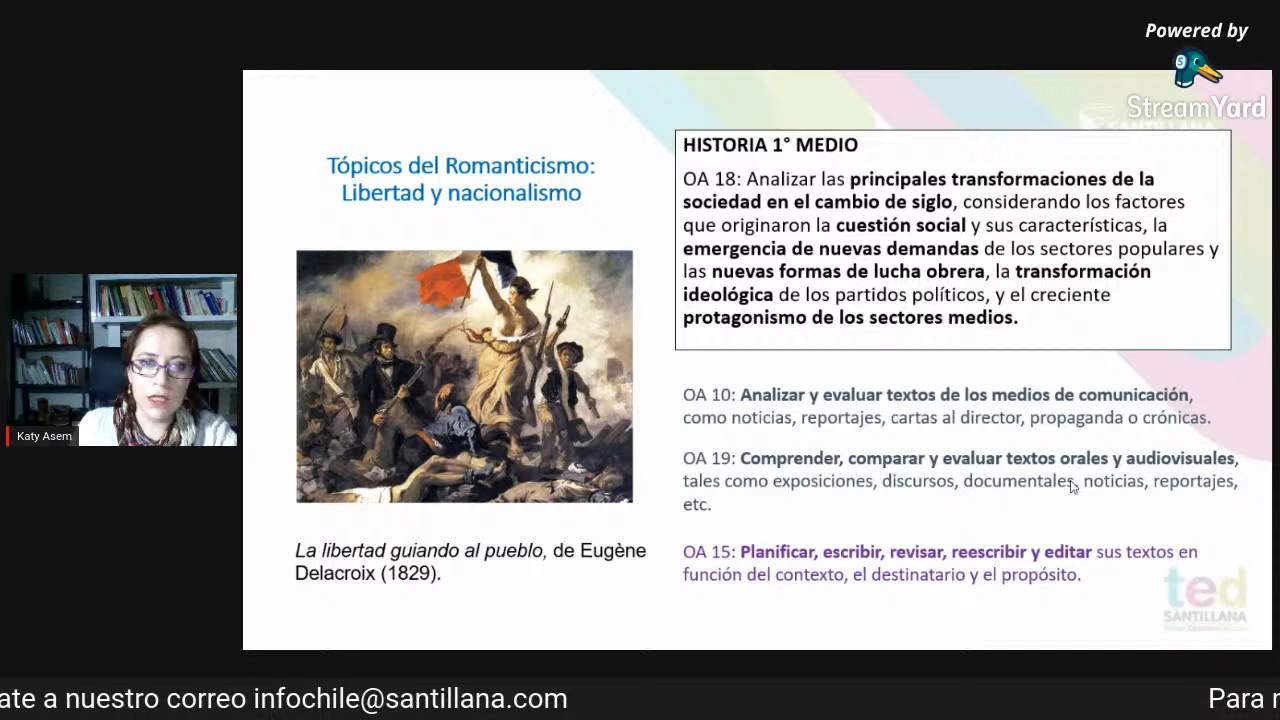 Powered by
StreamYard
Tópicos del Romanticismo:
Libertad y nacionalismo
HISTORIA 1° MEDIO
OA 18: Analizar las principales transformaciones de la
sociedad en el cambio de siglo, considerando los factores
que originaron la cuestión social y sus características, la
emergencia de nuevas demandas de los sectores populares y
las nuevas formas de lucha obrera, la transformación
ideológica de los partidos políticos, y el creciente
protagonismo de los sectores medios.
OA 10: Analizar y evaluar textos de los medios de comunicación,
como noticias, reportajes, cartas al director, propaganda o crónicas.
OA 19: Comprender, comparar y evaluar textos orales y audiovisuales,
tales como exposiciones, discursos, documentales, noticias, reportajes,
etc.
OA 15: Planificar, escribir, revisar, reescribir y editar sus textos en
función del contexto, el destinatario y el propósito.
La libertad guiando al pueblo, de Eugène
Delacroix (1829).
Katy Asem
ted
SANTILLANA
ate a nuestro correo infochile@santillana.com
Para